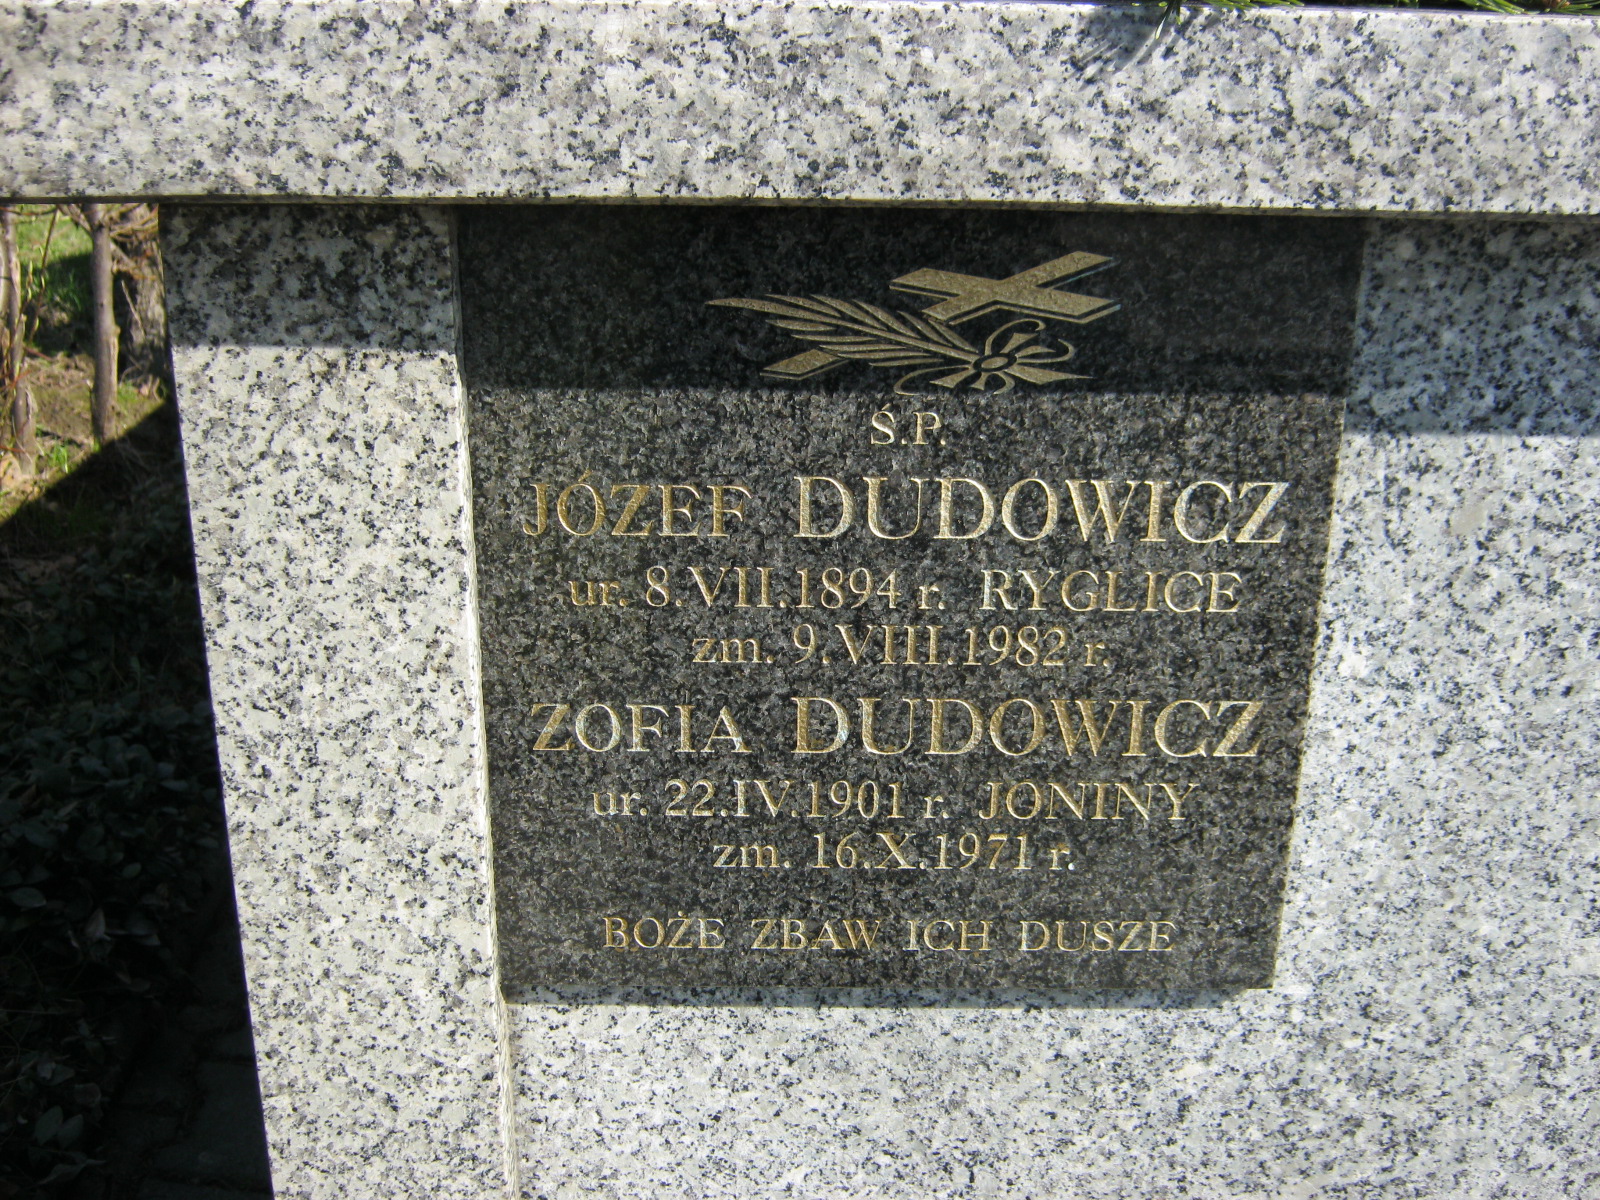 Ś.P.
JÓZEF DUDOWICZ
ur. 8.VII.1894 r. RYGLICE
zm. 9.VIII.1982 r.
ZOFIA DUDOWICZ
ur. 22.IV.1901 r. JONINY
zm. 16.X.1971 r.
BOŻE ZBAW ICH DUSZE